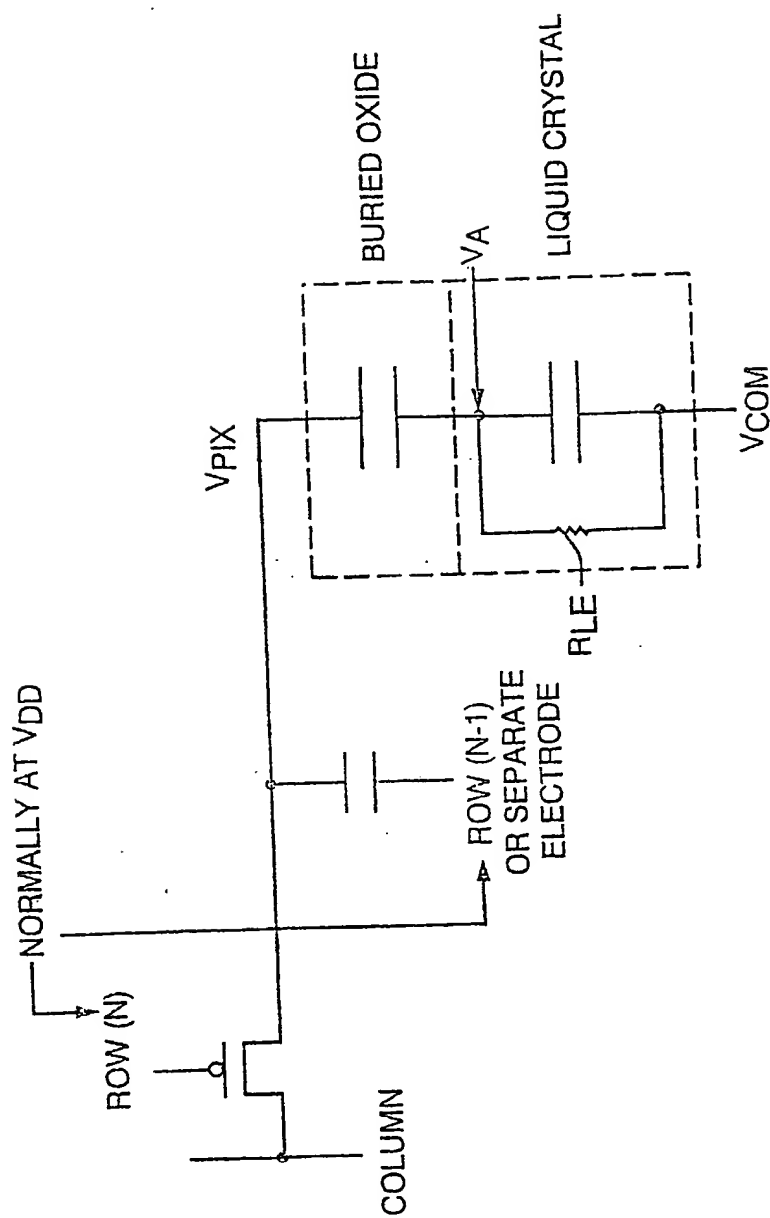 NORMALLY AT VDD
ROW (N)
COLUMN
ROW (N-1)
OR SEPARATE
ELECTRODE
VPIX
BURIED OXIDE
VA
LIQUID CRYSTAL
RLE
VCOM